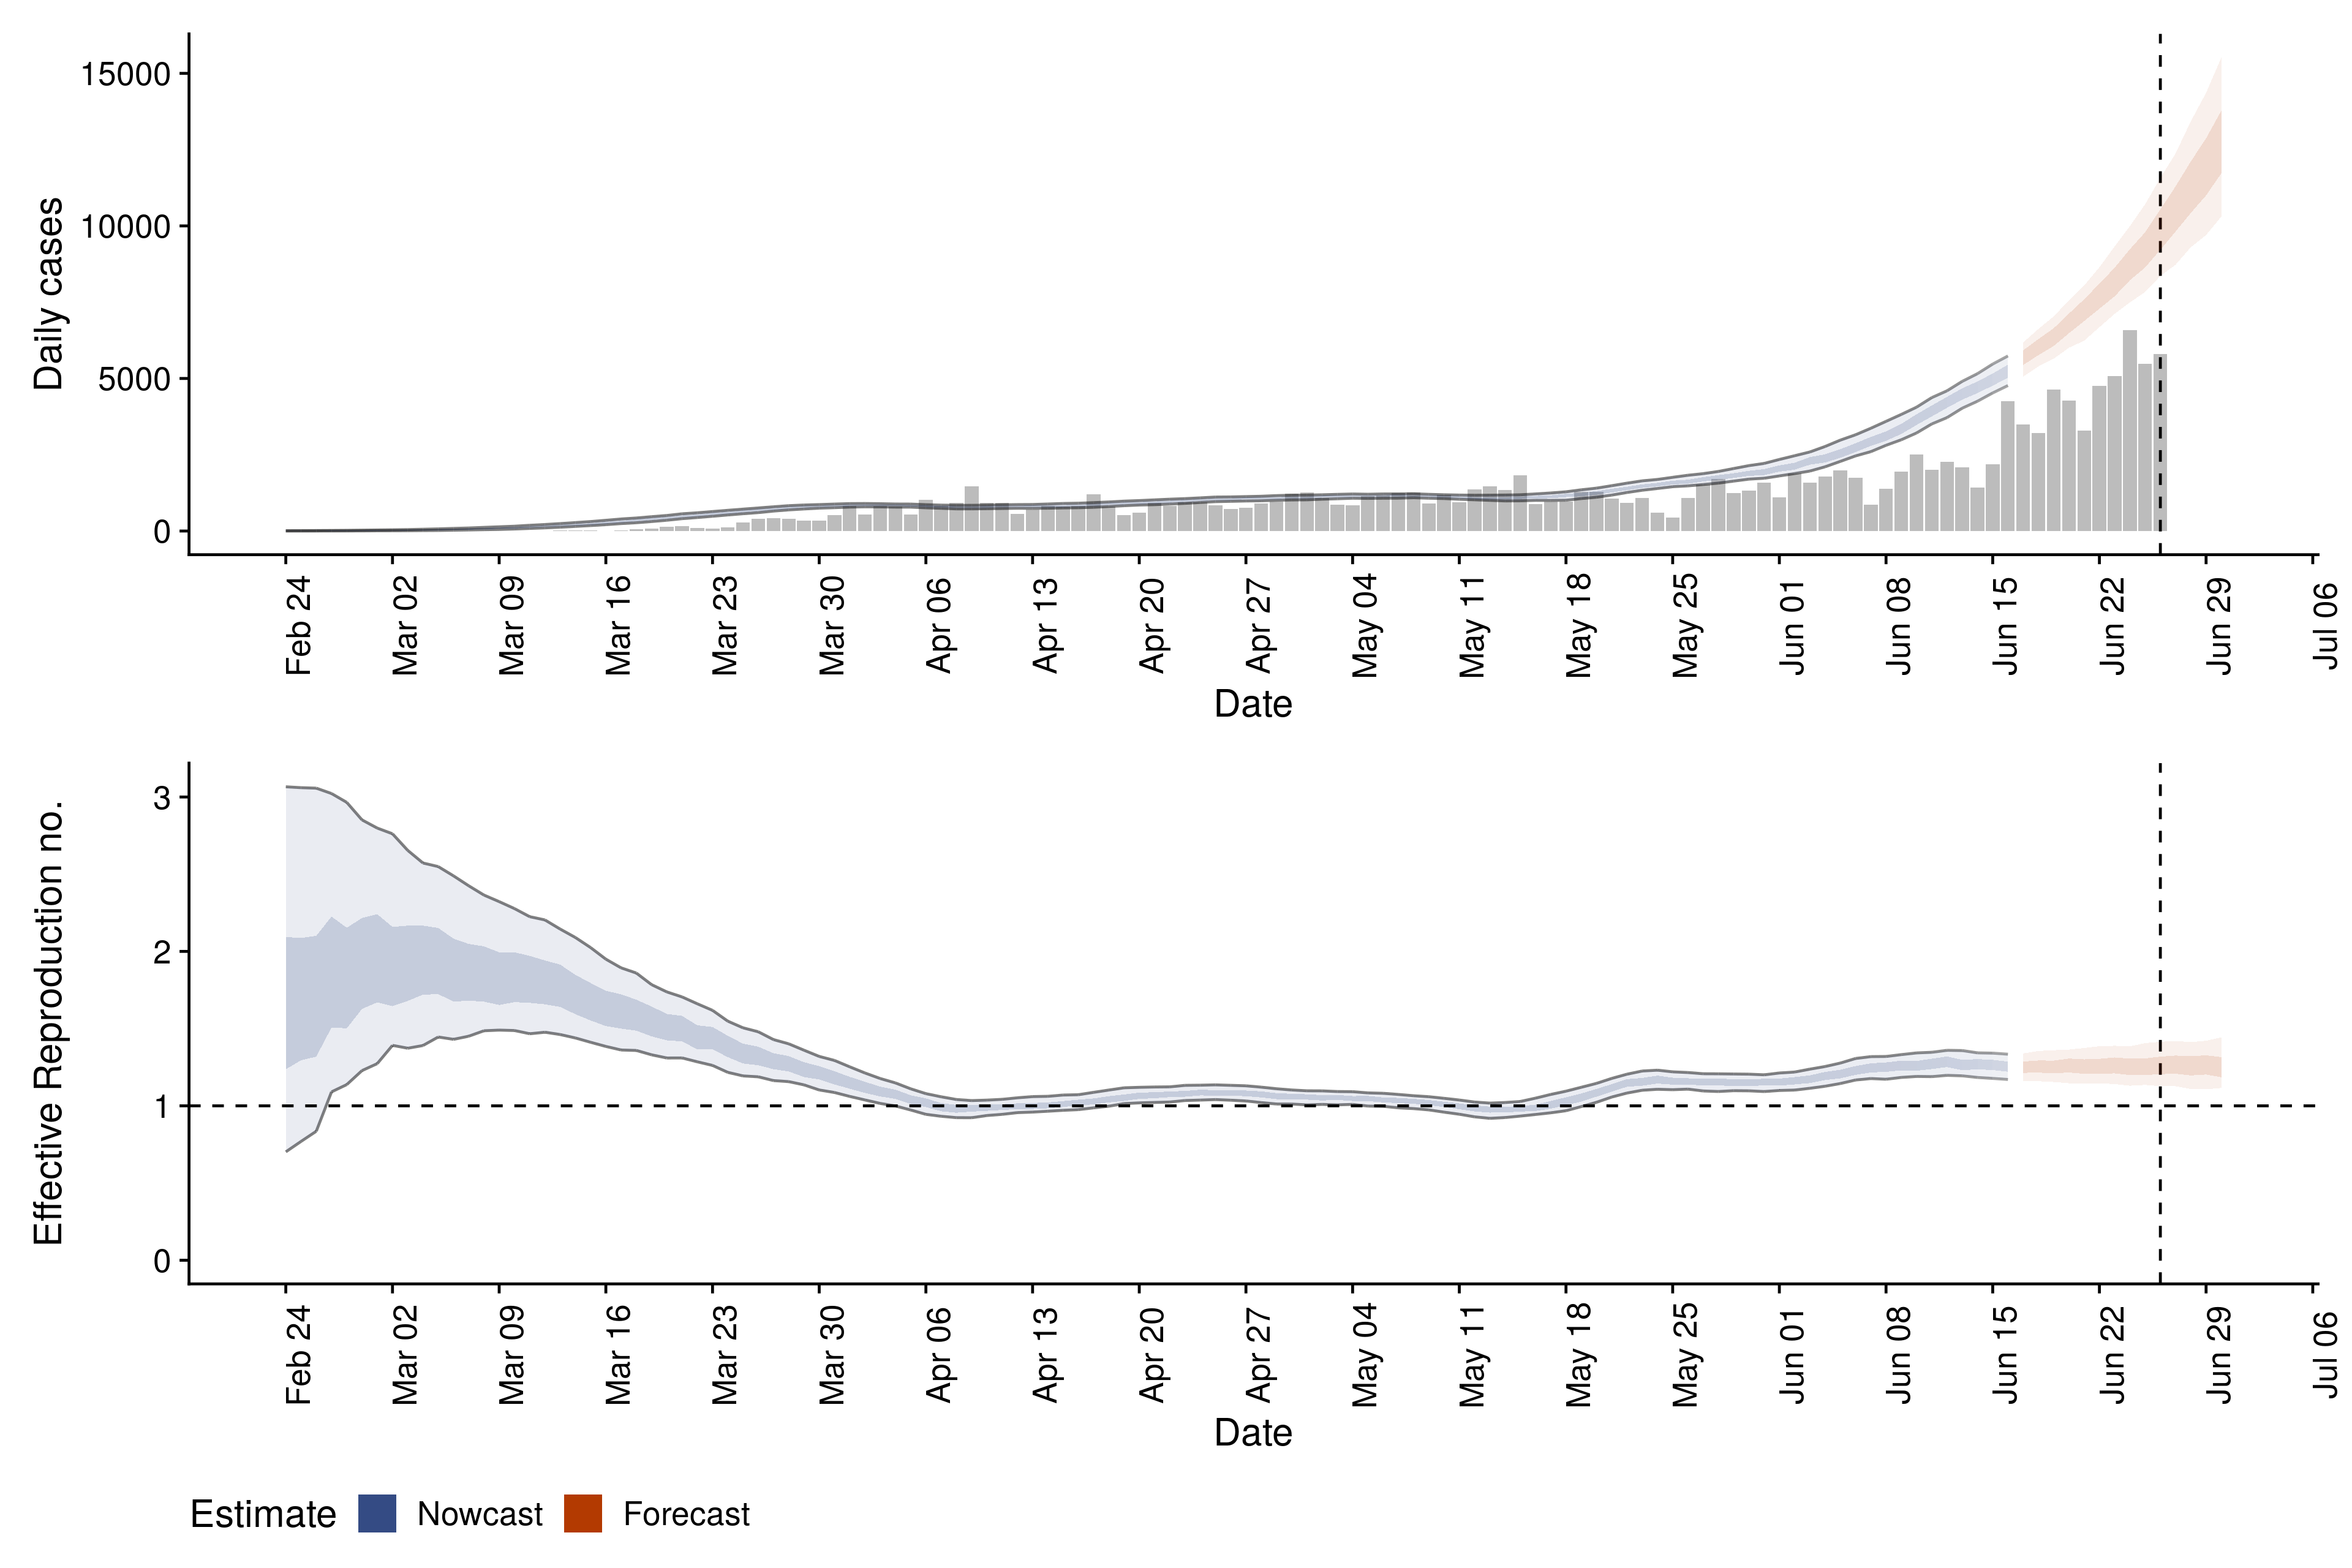 Daily cases
15000
10000
5000
0
Feb 24
Mar 02
Mar 09
Mar 16
Mar 23
Mar 30
Apr 06
Apr 13
Apr 20
Apr 27
May 04
May 11
May 18
May 25
Jun 01
Jun 08
Jun 15
Jun 22
Jun 29
Jul 06
Date
Effective Reproduction no.
3
2
1
0
Feb 24
Mar 02
Mar 09
Mar 16
Mar 23
Mar 30
Apr 06
Apr 13
Apr 20
Apr 27
May 04
May 11
May 18
May 25
Jun 01
Jun 08
Jun 15
Jun 22
Jun 29
Jul 06
Date
Estimate Nowcast Forecast